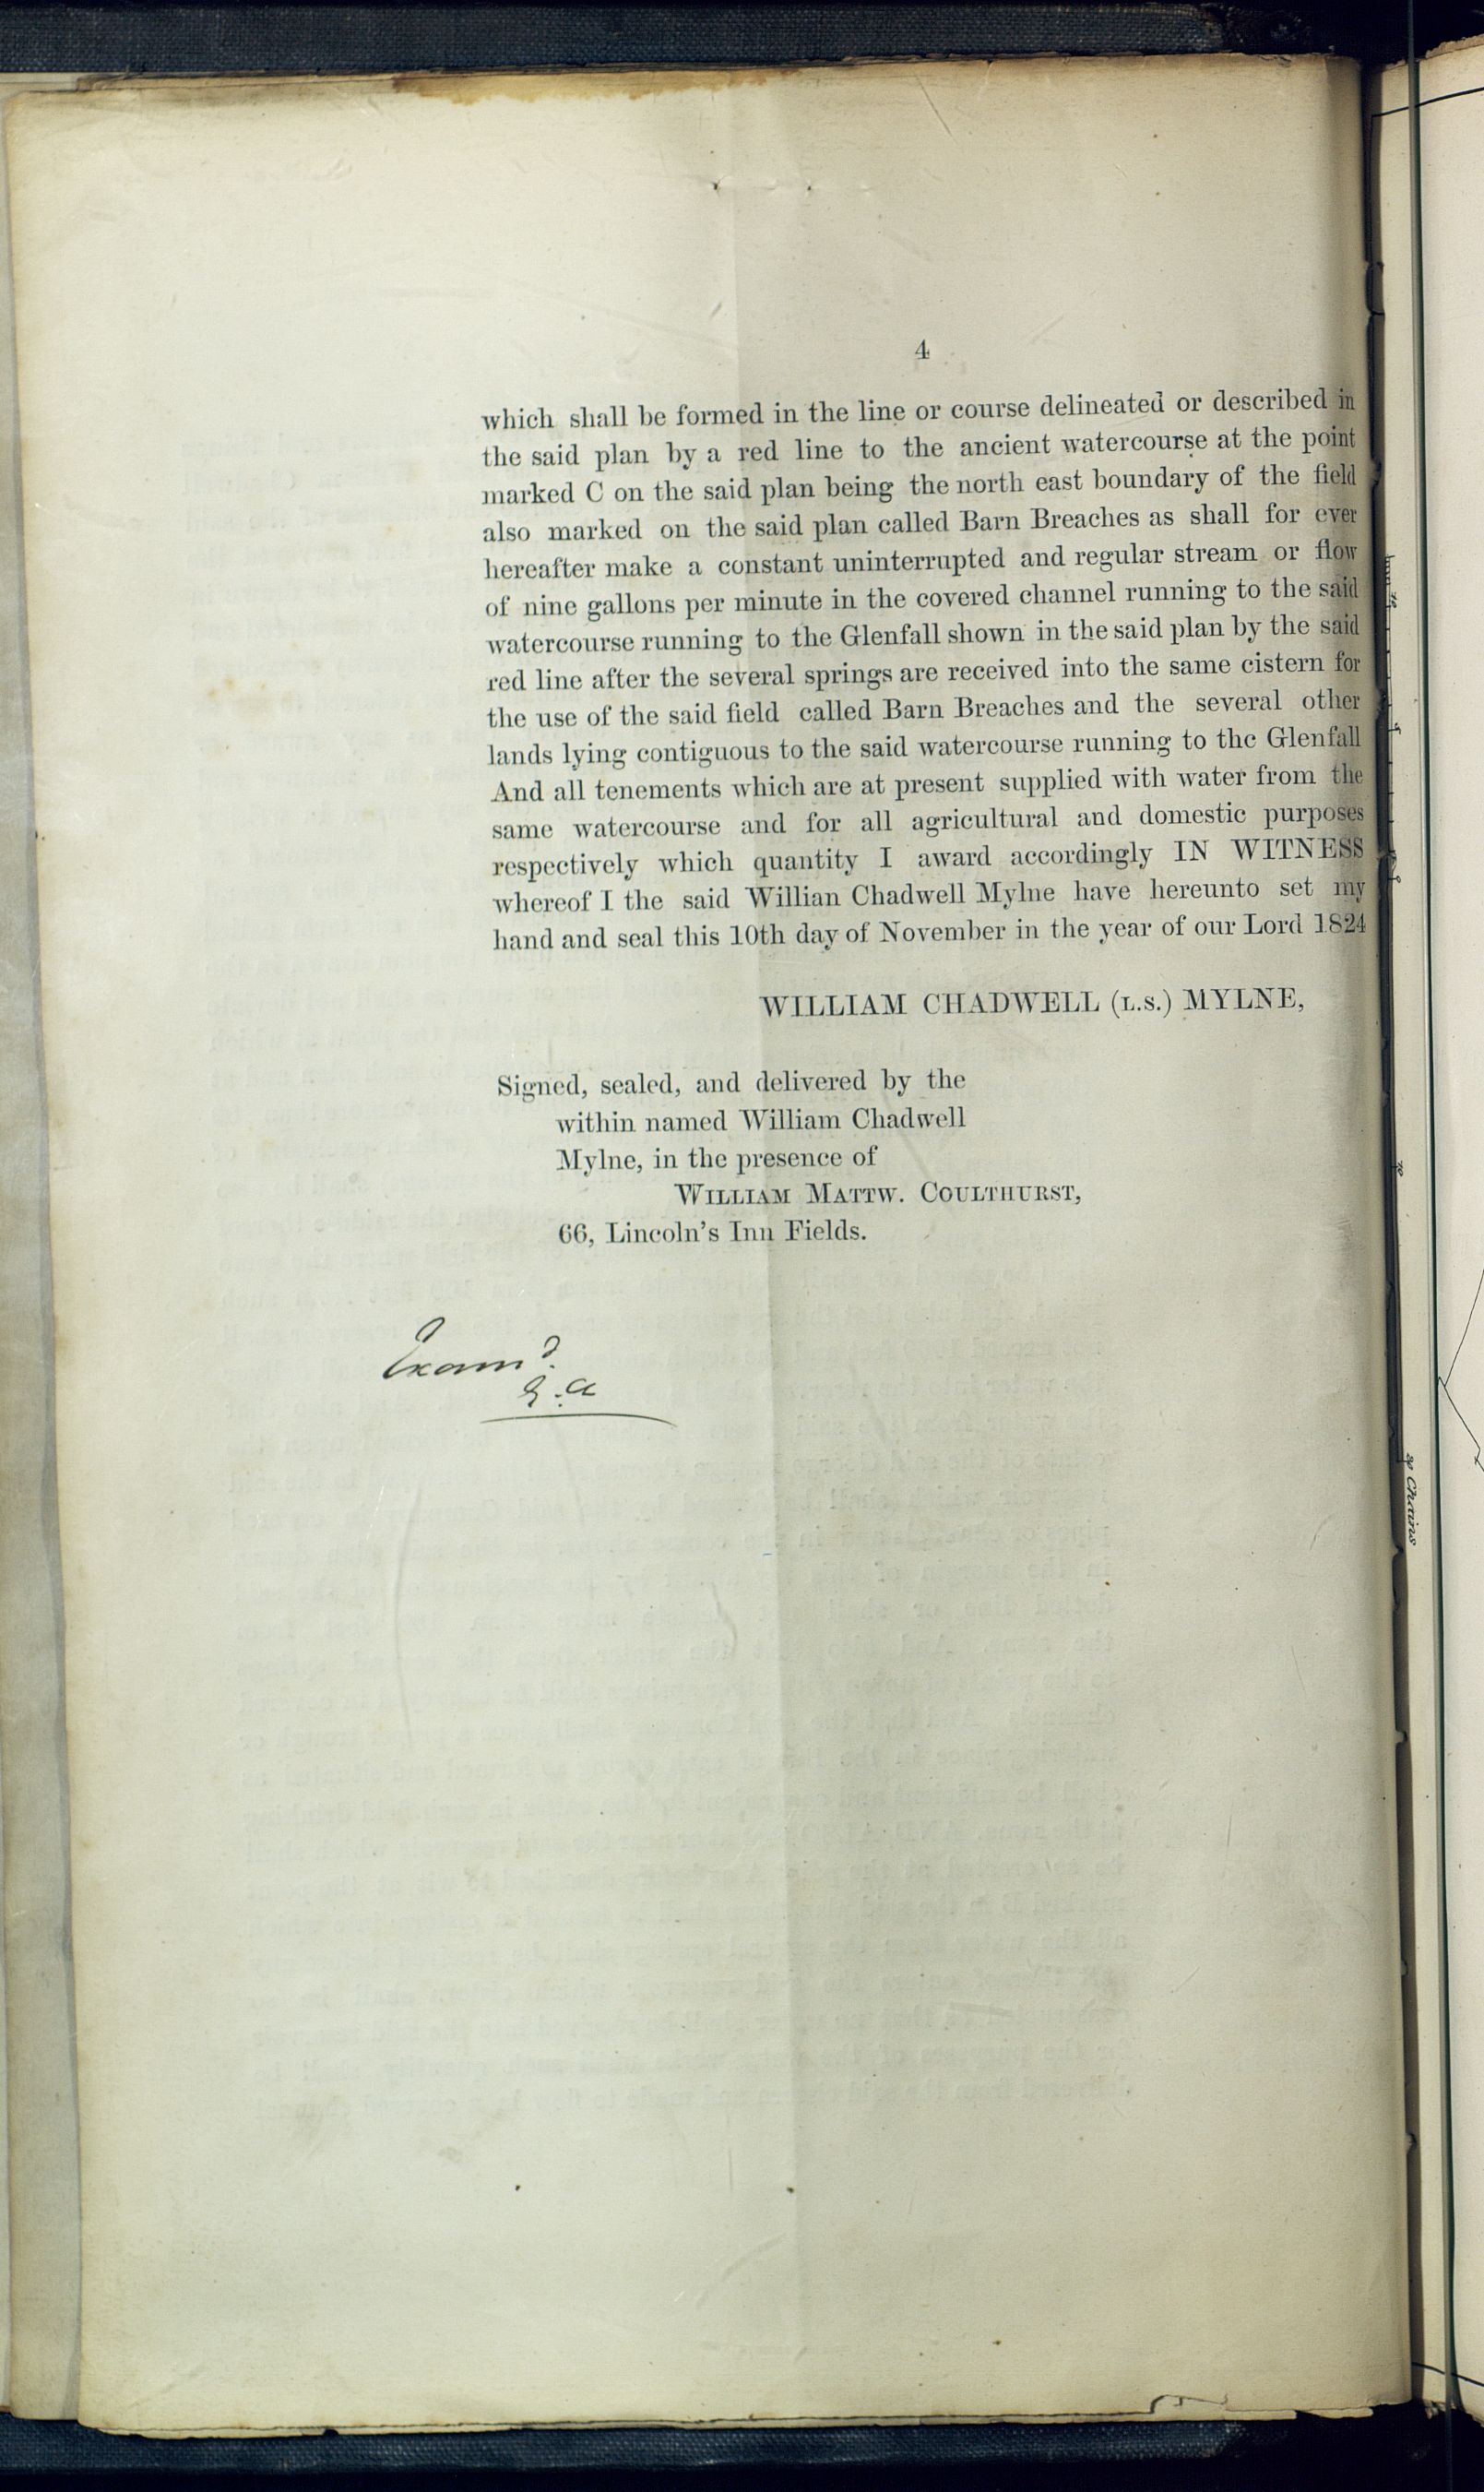 4
which shall be formed in the line or course delineated or described in
the said plan by a red line to the ancient watercourse at the point
marked C on the said plan being the north east boundary of the field
also marked on the said plan called Barn Breaches as shall for ever
hereafter make a constant uninterrupted and regular stream or flow
of nine gallons per minute in the covered channel running to the said
watercourse running to the Glenfall shown in the said plan by the said
red line after the several springs are received into the same cistern for
the use of the said field called Barn Breaches and the several other
lands lying contiguous to the said watercourse running to the Glenfall
And all tenements which are at present supplied with water from the
same watercourse and for all agricultural and domestic purposes
respectively which quantity I award accordingly IN WITNESS
whereof I the said Willian Chadwell Mylne have hereunto set my
hand and seal this 10th day of November in the year of our Lord 1824
WILLIAM CHADWELL (L.S.) MYLNE,
Signed, sealed, and delivered by the
within named William Chadwell
Mylne, in the presence of
WILLIAM MATTW. COULTHURST,
66, Lincoln's Inn Fields.
Examd.
20 Chains